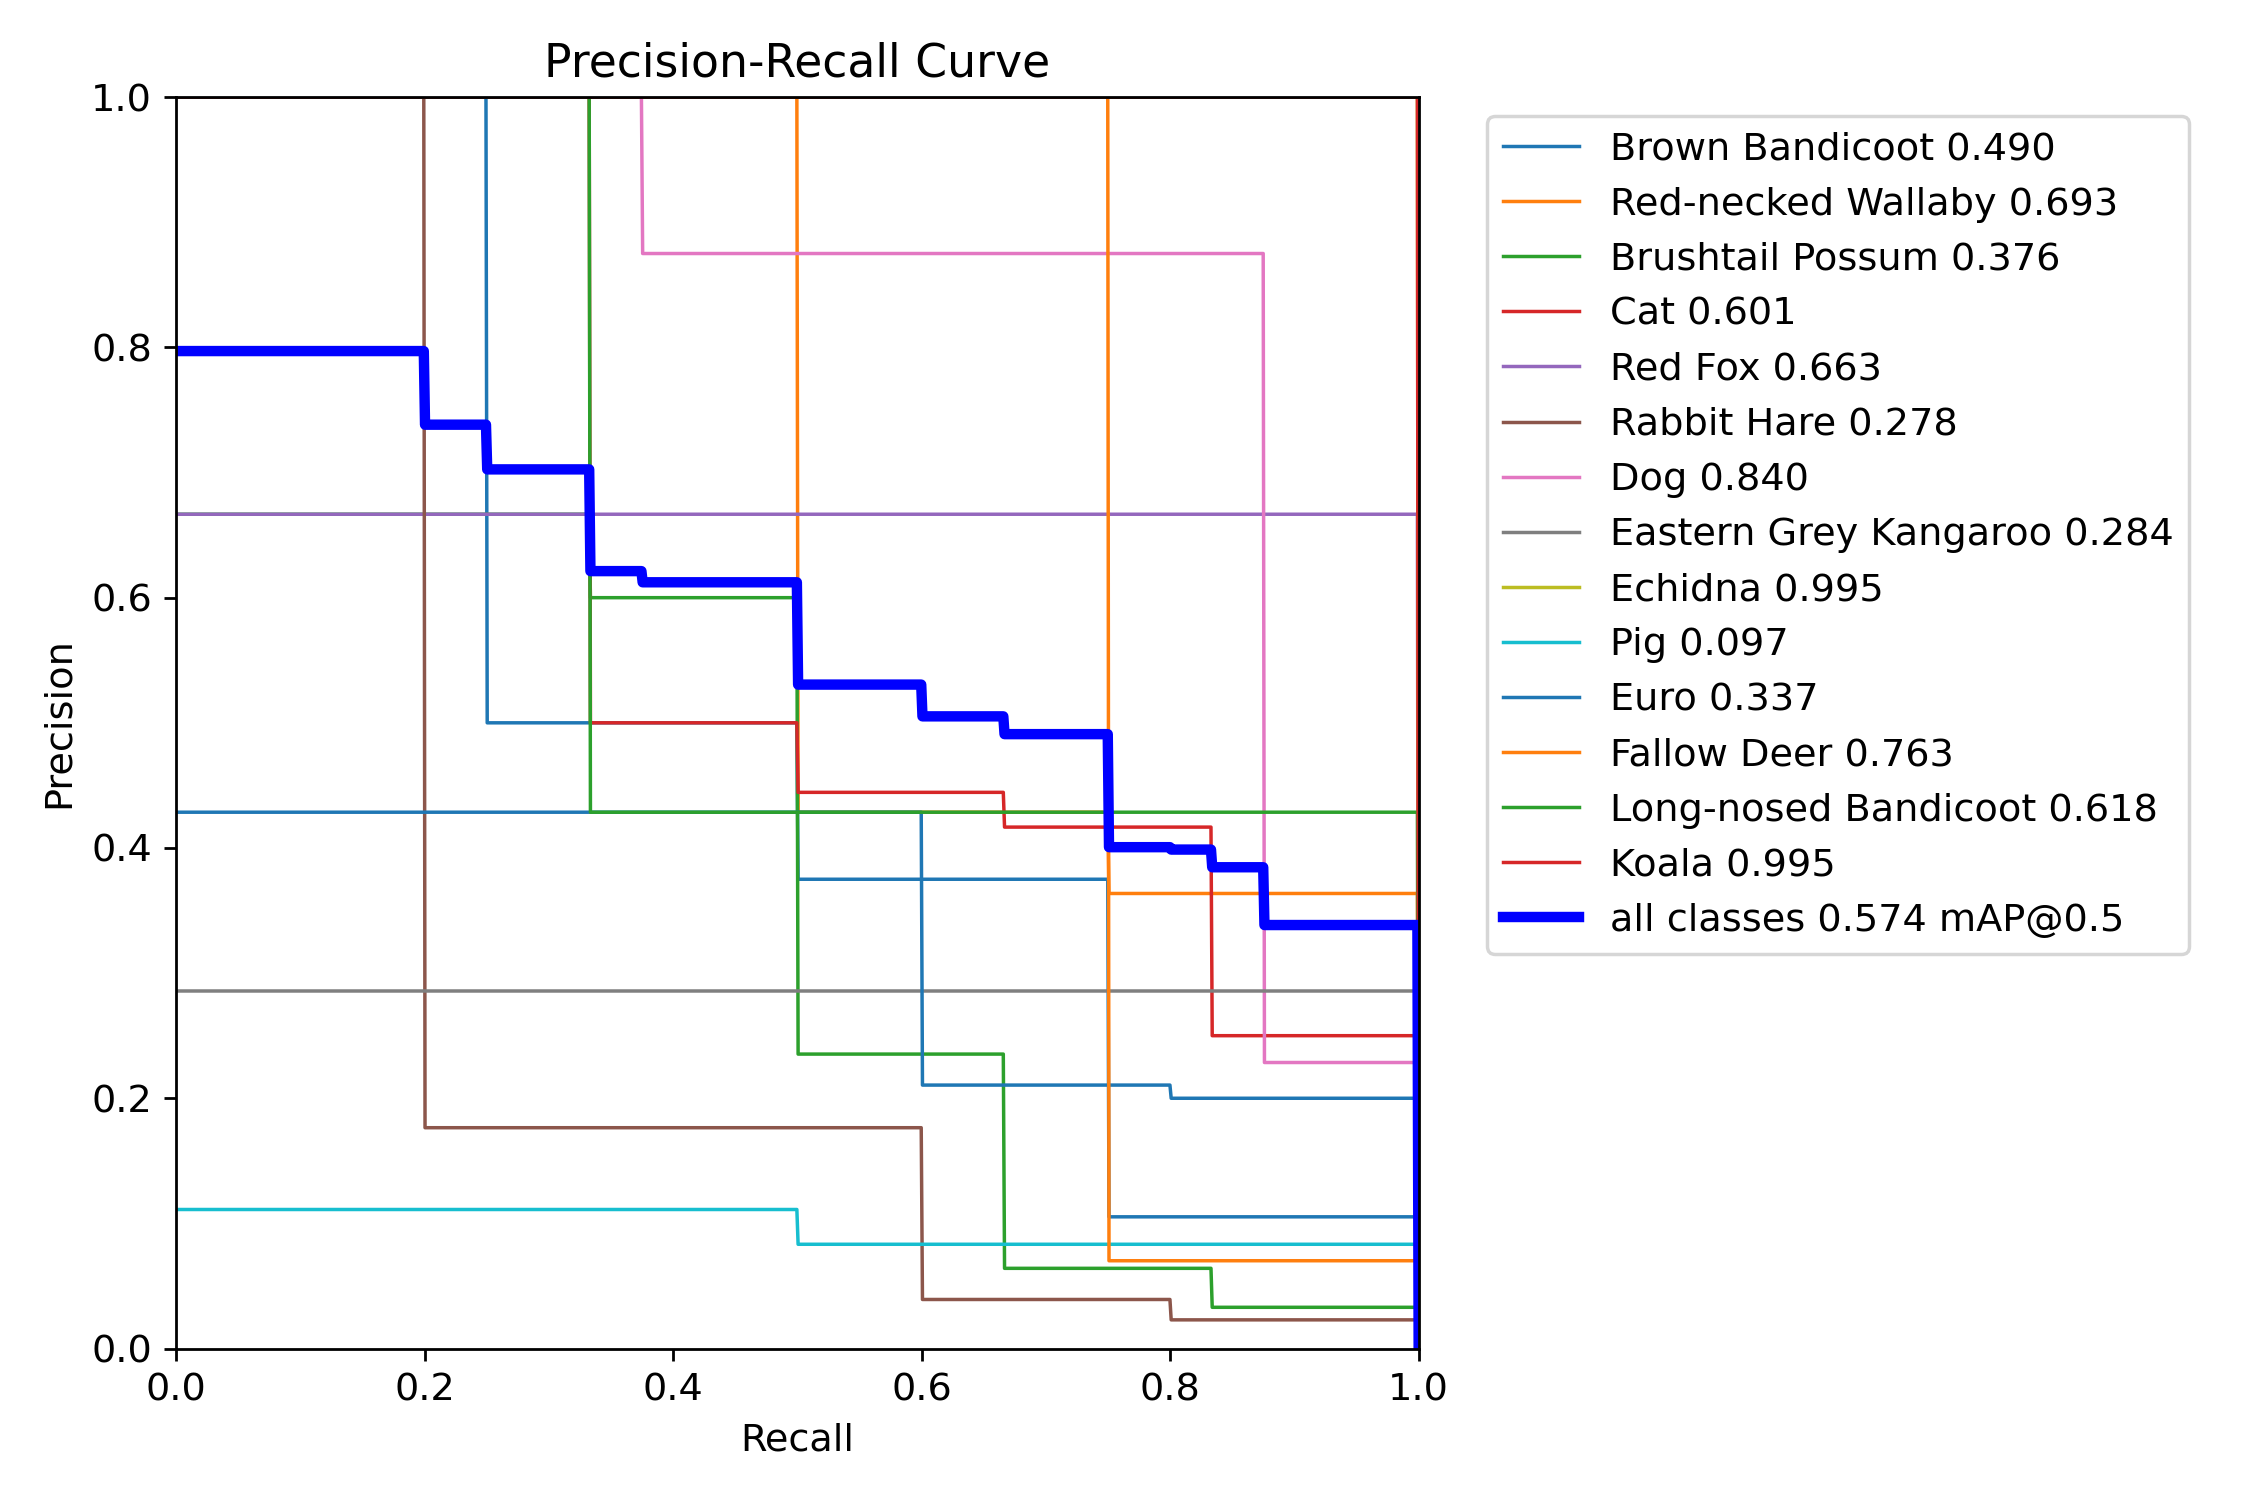 Precision-Recall Curve
1.0
0.8
0.6
0.4
0.2
0.0
Precision
0.0 0.2 0.4 0.6 0.8 1.0
Recall
Brown Bandicoot 0.490
Red-necked Wallaby 0.693
Brushtail Possum 0.376
Cat 0.601
Red Fox 0.663
Rabbit Hare 0.278
Dog 0.840
Eastern Grey Kangaroo 0.284
Echidna 0.995
Pig 0.097
Euro 0.337
Fallow Deer 0.763
Long-nosed Bandicoot 0.618
Koala 0.995
all classes 0.574 mAP@0.5